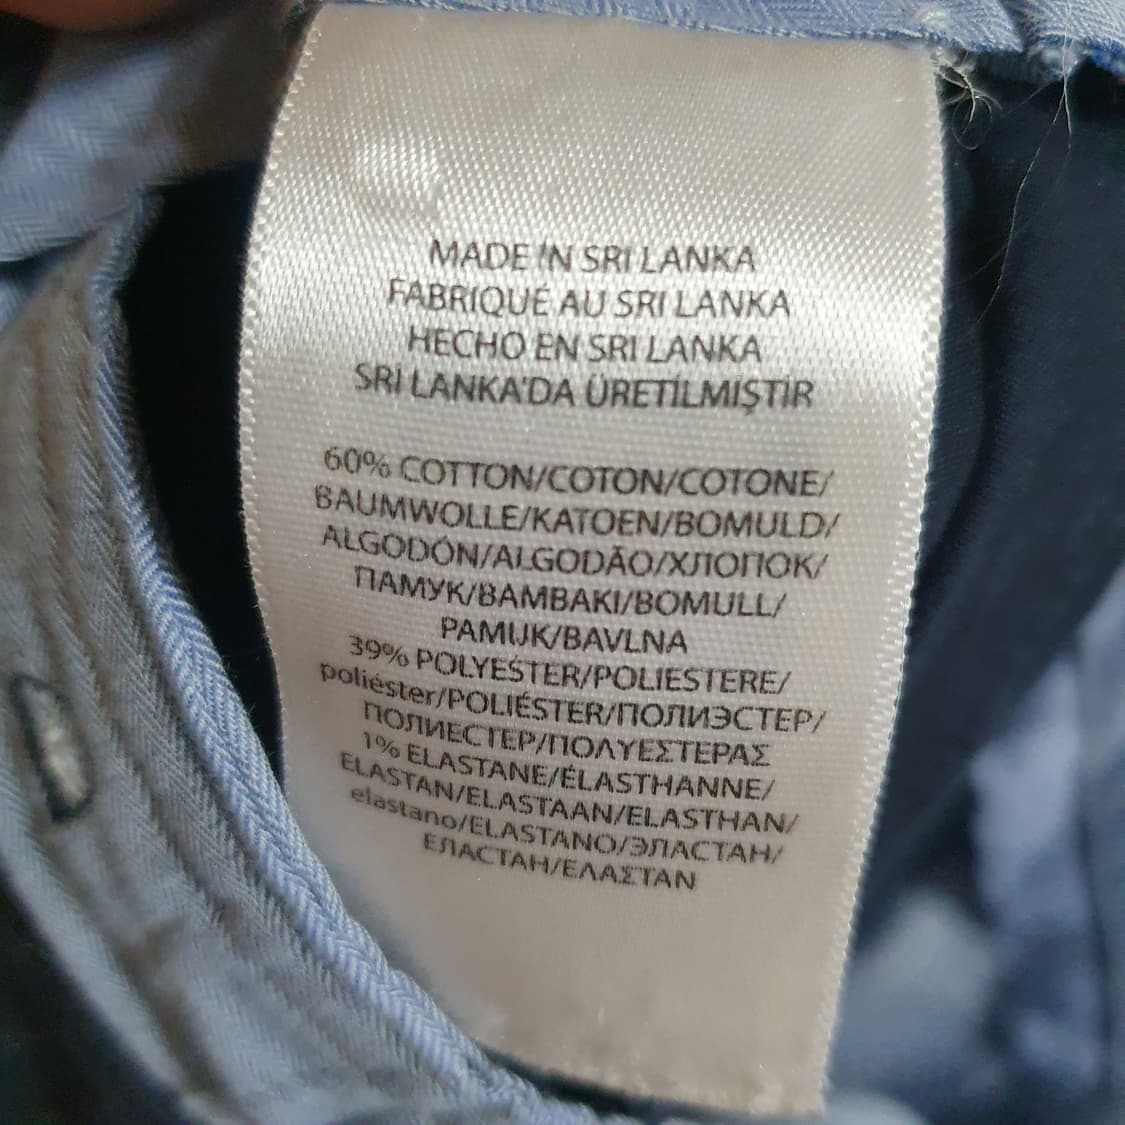 MADE IN SRI LANKA
FABRIQUÉ AU SRI LANKA
HECHO EN SRI LANKA
SRI LANKA'DA ÜRETİLMİŞTİR
60% COTTON/COTON/COTONE/
BAUMWOLLE/KATOEN/BOMULD/
ALGODÓN/ALGODÃO/ХЛОПОК/
ПАМУК/BAMBAKI/BOMULL/
PAMUK/BAVLNA
39% POLYESTER/POLIESTERE/
poliéster/POLIÉSTER/ПОЛИЭСТЕР/
ПОЛИЕСТЕР/ΠΟΛΥΕΣΤΕΡΑΣ
1% ELASTANE/ÉLASTHANNE/
ELASTAN/ELASTAAN/ELASTHAN/
elastano/ELASTANO/ЭЛАСТАН/
ЕЛАСТАН/ΕΛΑΣΤΑΝ